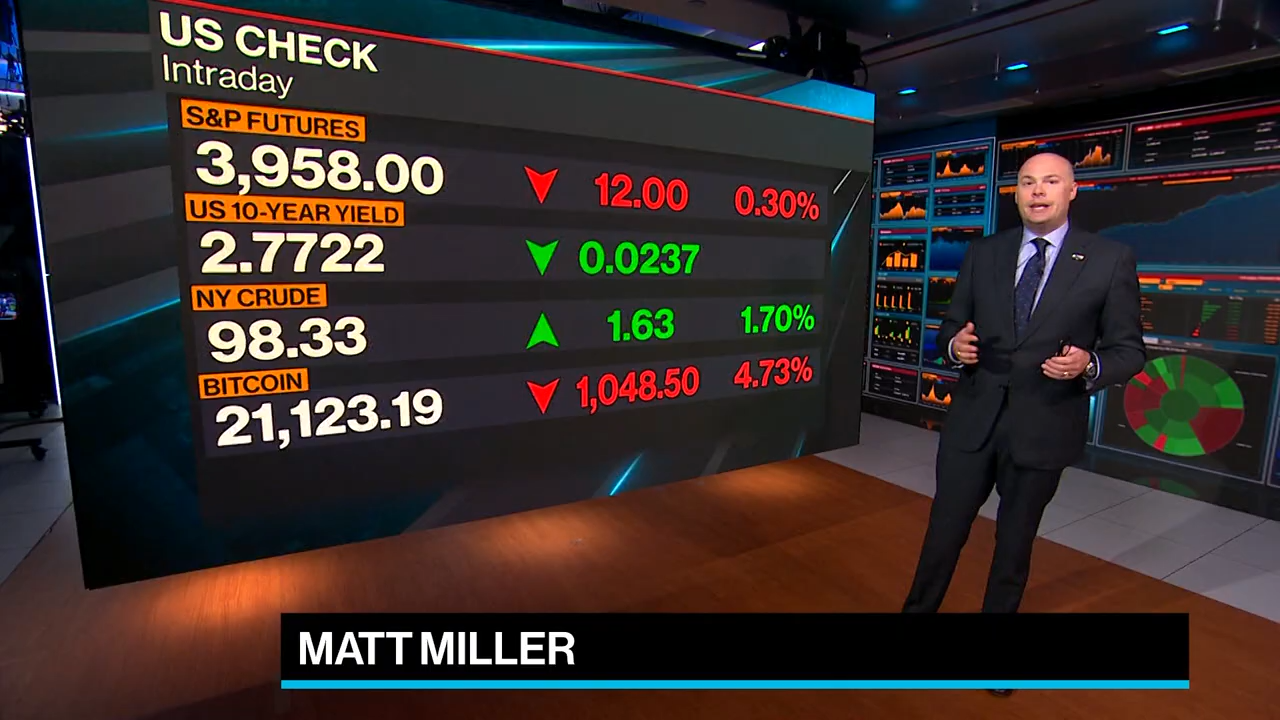 US CHECK
Intraday
S&P FUTURES
3,958.00 12.00 0.30%
US 10-YEAR YIELD
2.7722 0.0237
NY CRUDE
98.33 1.63 1.70%
BITCOIN
21,123.19 1,048.50 4.73%
MATT MILLER